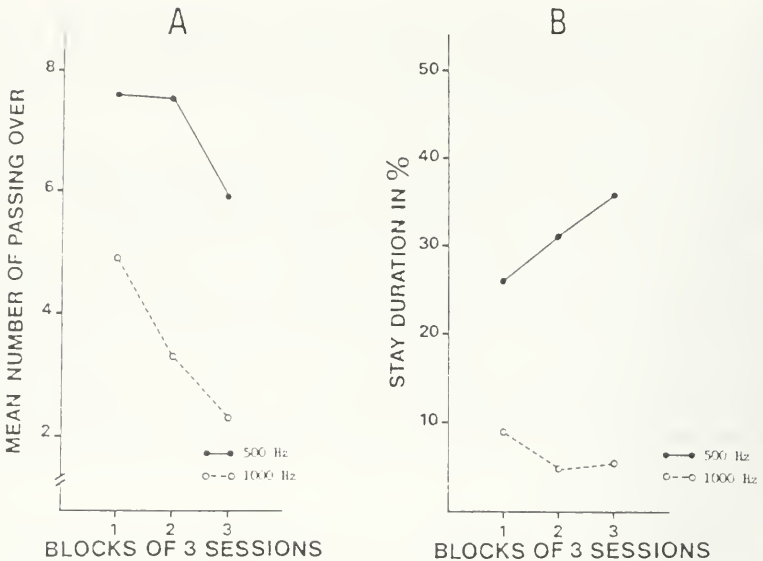 A
MEAN NUMBER OF PASSING OVER
8
6
4
2
500 Hz
1000 Hz
1 2 3
BLOCKS OF 3 SESSIONS
B
STAY DURATION IN %
50
40
30
20
10
500 Hz
1000 Hz
1 2 3
BLOCKS OF 3 SESSIONS